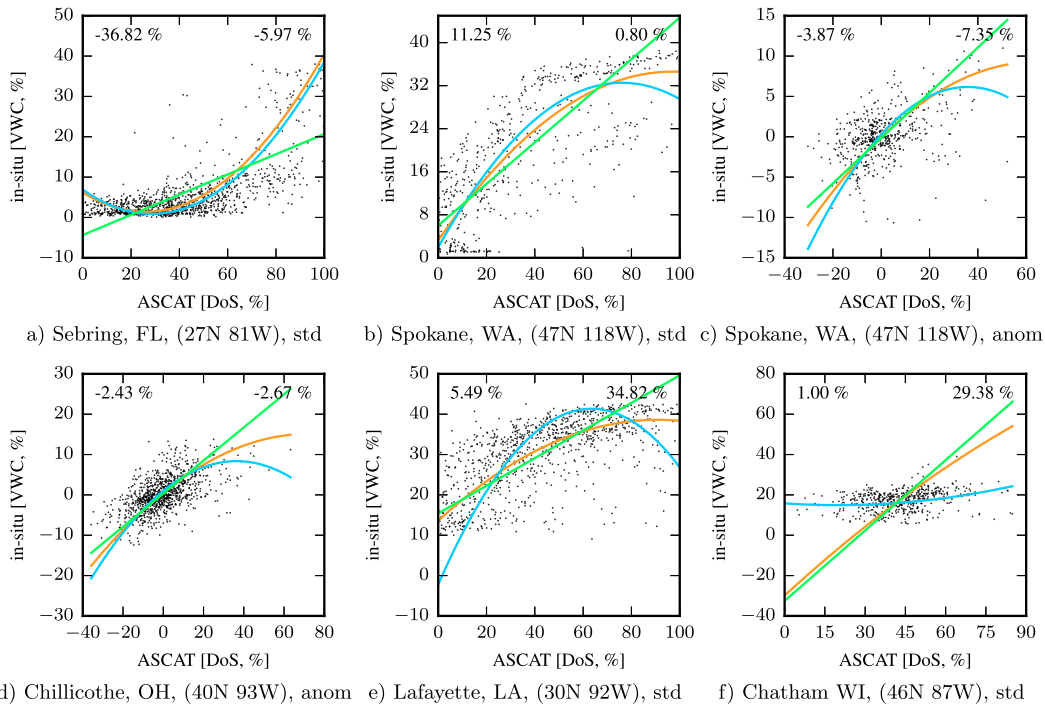 -36.82 %
-5.97 %
50
40
30
20
10
0
−10
in-situ [VWC, %]
0 20 40 60 80 100
ASCAT [DoS, %]
a) Sebring, FL, (27N 81W), std
11.25 %
0.80 %
40
32
24
16
8
0
in-situ [VWC, %]
0 20 40 60 80 100
ASCAT [DoS, %]
b) Spokane, WA, (47N 118W), std
-3.87 %
-7.35 %
15
10
5
0
−5
−10
−15
in-situ [VWC, %]
−40 −20 0 20 40 60
ASCAT [DoS, %]
c) Spokane, WA, (47N 118W), anom
-2.43 %
-2.67 %
30
20
10
0
−10
−20
−30
in-situ [VWC, %]
−40 −20 0 20 40 60 80
ASCAT [DoS, %]
d) Chillicothe, OH, (40N 93W), anom
5.49 %
34.82 %
50
40
30
20
10
0
−10
in-situ [VWC, %]
0 20 40 60 80 100
ASCAT [DoS, %]
e) Lafayette, LA, (30N 92W), std
1.00 %
29.38 %
80
60
40
20
0
−20
−40
in-situ [VWC, %]
0 15 30 45 60 75 90
ASCAT [DoS, %]
f) Chatham WI, (46N 87W), std